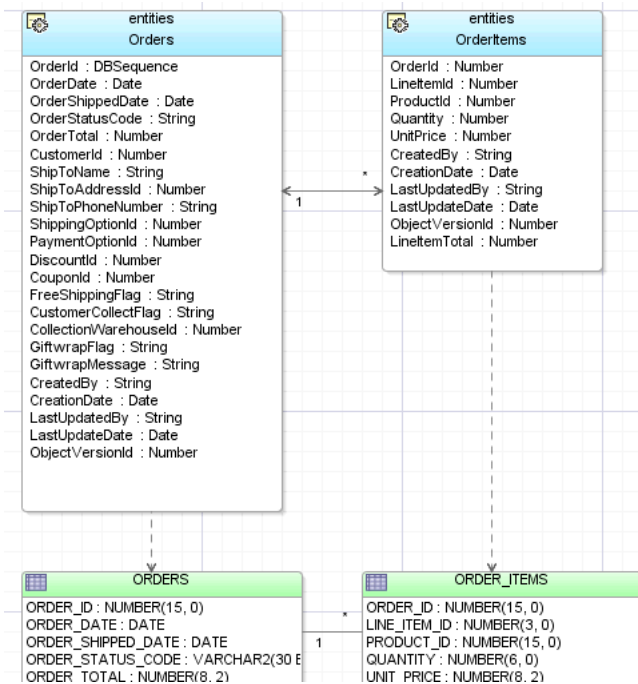 entities
Orders
OrderId : DBSequence
OrderDate : Date
OrderShippedDate : Date
OrderStatusCode : String
OrderTotal : Number
CustomerId : Number
ShipToName : String
ShipToAddressId : Number
ShipToPhoneNumber : String
ShippingOptionId : Number
PaymentOptionId : Number
DiscountId : Number
CouponId : Number
FreeShippingFlag : String
CustomerCollectFlag : String
CollectionWarehouseId : Number
GiftwrapFlag : String
GiftwrapMessage : String
CreatedBy : String
CreationDate : Date
LastUpdatedBy : String
LastUpdateDate : Date
ObjectVersionId : Number
1
*
entities
OrderItems
OrderId : Number
LineItemId : Number
ProductId : Number
Quantity : Number
UnitPrice : Number
CreatedBy : String
CreationDate : Date
LastUpdatedBy : String
LastUpdateDate : Date
ObjectVersionId : Number
LineItemTotal : Number
ORDERS
ORDER_ID : NUMBER(15, 0)
ORDER_DATE : DATE
ORDER_SHIPPED_DATE : DATE
ORDER_STATUS_CODE : VARCHAR2(30
ORDER_TOTAL : NUMBER(8, 2)
1
*
ORDER_ITEMS
ORDER_ID : NUMBER(15, 0)
LINE_ITEM_ID : NUMBER(3, 0)
PRODUCT_ID : NUMBER(15, 0)
QUANTITY : NUMBER(6, 0)
UNIT_PRICE : NUMBER(8, 2)